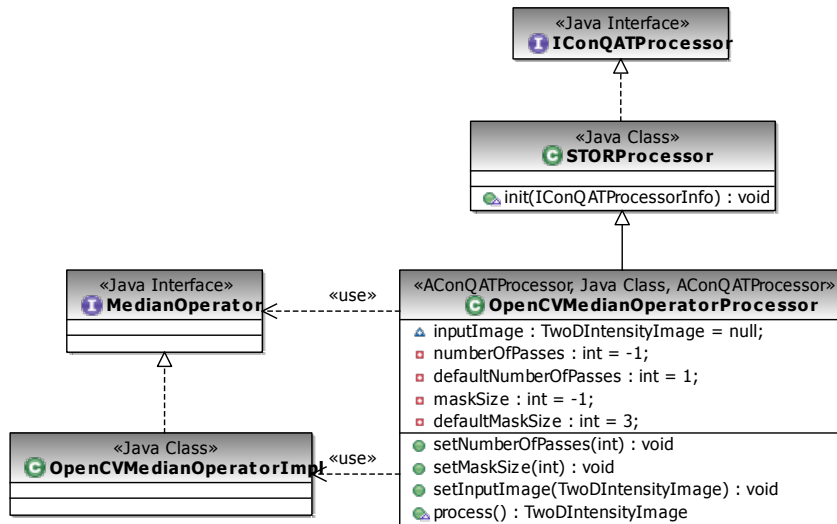 «Java Interface»
IConQATProcessor
«Java Class»
STORProcessor
init(IConQATProcessorInfo) : void
«Java Interface»
MedianOperator
«use»
«AConQATProcessor, Java Class, AConQATProcessor»
OpenCVMedianOperatorProcessor
inputImage : TwoDIntensityImage = null;
numberOfPasses : int = -1;
defaultNumberOfPasses : int = 1;
maskSize : int = -1;
defaultMaskSize : int = 3;
setNumberOfPasses(int) : void
setMaskSize(int) : void
setInputImage(TwoDIntensityImage) : void
process() : TwoDIntensityImage
«Java Class»
OpenCVMedianOperatorImpl
«use»